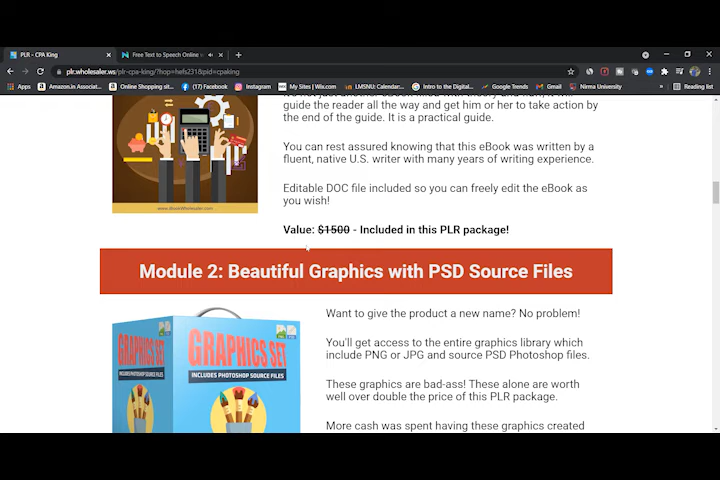 PLR - CPA King
Free Text to Speech Online
plr.wholesaler.ws/plr-cpa-king/?hop=hefs231&pid=cpaking
Apps
Amazon.in Associat...
Online Shopping sit...
(17) Facebook
Instagram
My Sites | Wix.com
LMSNU: Dashboard
Intro to the Digital...
Google Trends
Gmail
Nirma University
Reading list
guide the reader all the way and get him or her to take action by
the end of the guide. It is a practical guide.
You can rest assured knowing that this eBook was written by a
fluent, native U.S. writer with many years of writing experience.
Editable DOC file included so you can freely edit the eBook as
you wish!
Value: $1500 - Included in this PLR package!
Module 2: Beautiful Graphics with PSD Source Files
GRAPHICS SET
INCLUDES PHOTOSHOP SOURCE FILES
GRAPHICS SET
INCLUDES PHOTOSHOP SOURCE FILES
Want to give the product a new name? No problem!
You'll get access to the entire graphics library which
include PNG or JPG and source PSD Photoshop files.
These graphics are bad-ass! These alone are worth
well over double the price of this PLR package.
More cash was spent having these graphics created